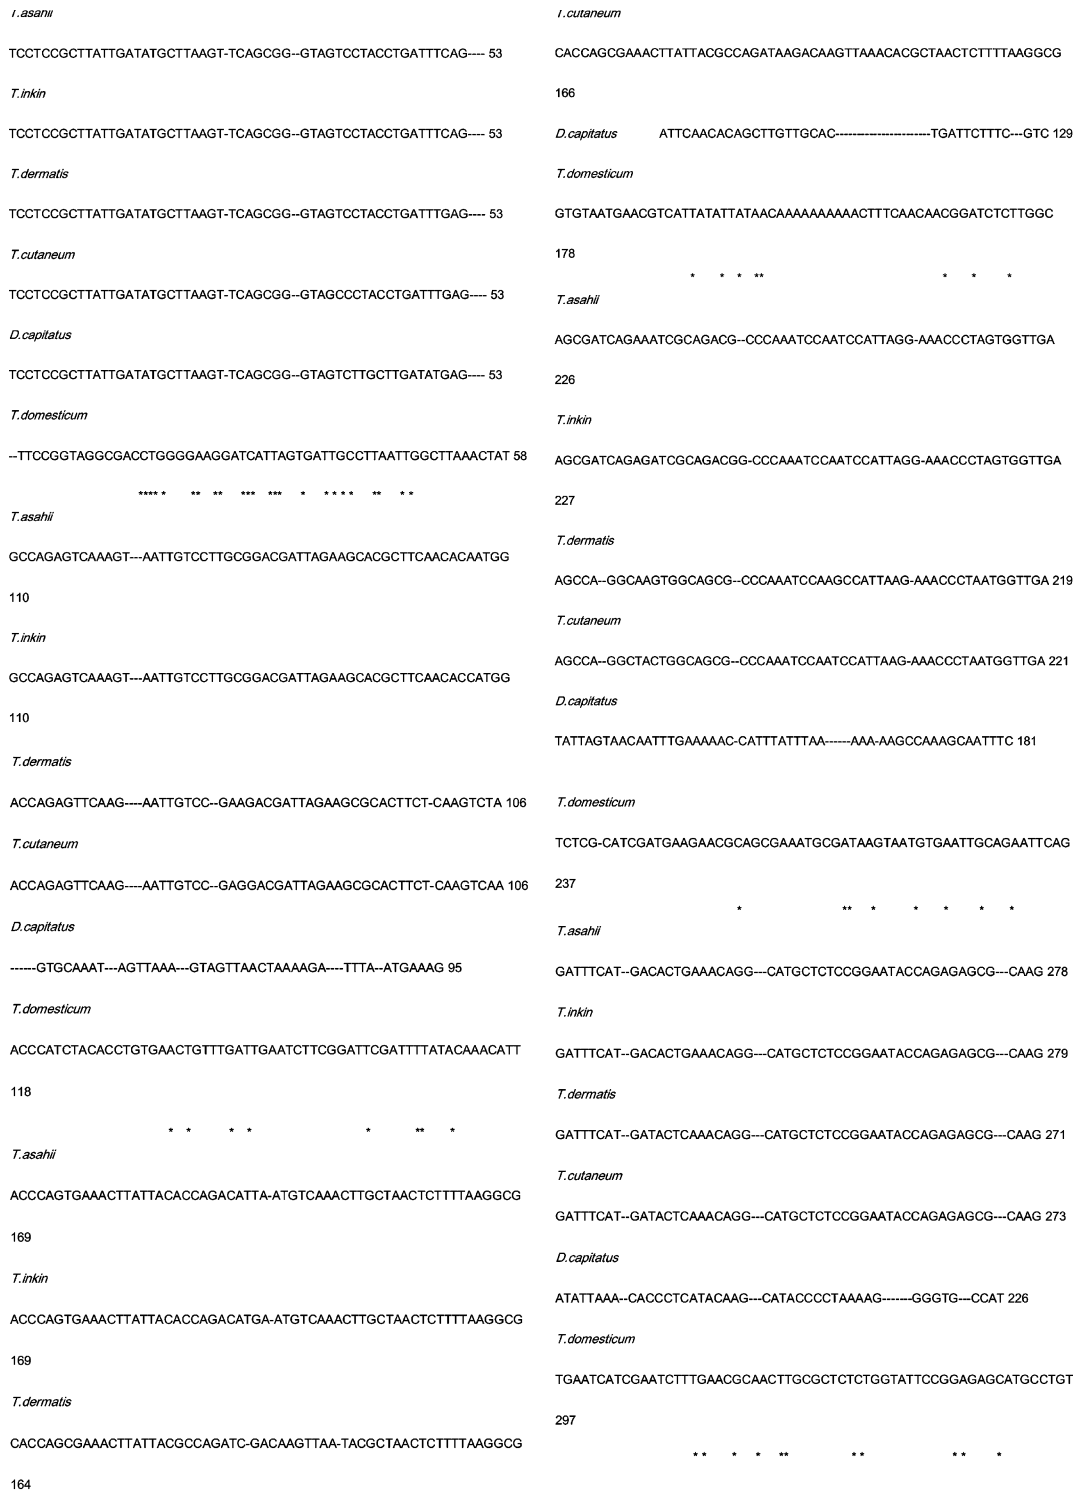 T.asahii
TCCTCCGCTTATTGATATGCTTAAGT-TCAGCGG--GTAGTCCTACCTGATTTCAG---- 53
T.inkin
TCCTCCGCTTATTGATATGCTTAAGT-TCAGCGG--GTAGTCCTACCTGATTTCAG---- 53
T.dermatis
TCCTCCGCTTATTGATATGCTTAAGT-TCAGCGG--GTAGTCCTACCTGATTTGAG---- 53
T.cutaneum
TCCTCCGCTTATTGATATGCTTAAGT-TCAGCGG--GTAGCCCTACCTGATTTGAG---- 53
D.capitatus
TCCTCCGCTTATTGATATGCTTAAGT-TCAGCGG--GTAGTCTTGCTTGATATGAG---- 53
T.domesticum
--TTCCGGTAGGCGACCTGGGGAAGGATCATTAGTGATTGCCTTAATTGGCTTAAACTAT 58
**** * ** ** *** *** * * * * * ** * *
T.asahii
GCCAGAGTCAAAGT---AATTGTCCTTGCGGACGATTAGAAGCACGCTTCAACACAATGG
110
T.inkin
GCCAGAGTCAAAGT---AATTGTCCTTGCGGACGATTAGAAGCACGCTTCAACACCATGG
110
T.dermatis
ACCAGAGTTCAAG----AATTGTCC--GAAGACGATTAGAAGCGCACTTCT-CAAGTCTA 106
T.cutaneum
ACCAGAGTTCAAG----AATTGTCC--GAGGACGATTAGAAGCGCACTTCT-CAAGTCAA 106
D.capitatus
------GTGCAAAT---AGTTAAA---GTAGTTAACTAAAAGA----TTTA--ATGAAAG 95
T.domesticum
ACCCATCTACACCTGTGAACTGTTTGATTGAATCTTCGGATTCGATTTTATACAAACATT
118
* * * * * ** *
T.asahii
ACCCAGTGAAACTTATTACACCAGACATTA-ATGTCAAACTTGCTAACTCTTTTAAGGCG
169
T.inkin
ACCCAGTGAAACTTATTACACCAGACATGA-ATGTCAAACTTGCTAACTCTTTTAAGGCG
169
T.dermatis
CACCAGCGAAACTTATTACGCCAGATC-GACAAGTTAA-TACGCTAACTCTTTTAAGGCG
164
T.cutaneum
CACCAGCGAAACTTATTACGCCAGATAAGACAAGTTAAACACGCTAACTCTTTTAAGGCG
166
D.capitatus ATTCAACACAGCTTGTTGCAC-----------------------TGATTCTTTC---GTC 129
T.domesticum
GTGTAATGAACGTCATTATATTATAACAAAAAAAAAACTTTCAACAACGGATCTCTTGGC
178
* * * ** * * *
T.asahii
AGCGATCAGAAATCGCAGACG--CCCAAATCCAATCCATTAGG-AAACCCTAGTGGTTGA
226
T.inkin
AGCGATCAGAGATCGCAGACGG-CCCAAATCCAATCCATTAGG-AAACCCTAGTGGTTGA
227
T.dermatis
AGCCA--GGCAAGTGGCAGCG--CCCAAATCCAAGCCATTAAG-AAACCCTAATGGTTGA 219
T.cutaneum
AGCCA--GGCTACTGGCAGCG--CCCAAATCCAATCCATTAAG-AAACCCTAATGGTTGA 221
D.capitatus
TATTAGTAACAATTTGAAAAAC-CATTTATTTAA------AAA-AAGCCAAAGCAATTTC 181
T.domesticum
TCTCG-CATCGATGAAGAACGCAGCGAAATGCGATAAGTAATGTGAATTGCAGAATTCAG
237
* ** * * * * *
T.asahii
GATTTCAT--GACACTGAAACAGG---CATGCTCTCCGGAATACCAGAGAGCG---CAAG 278
T.inkin
GATTTCAT--GACACTGAAACAGG---CATGCTCTCCGGAATACCAGAGAGCG---CAAG 279
T.dermatis
GATTTCAT--GATACTCAAACAGG---CATGCTCTCCGGAATACCAGAGAGCG---CAAG 271
T.cutaneum
GATTTCAT--GATACTCAAACAGG---CATGCTCTCCGGAATACCAGAGAGCG---CAAG 273
D.capitatus
ATATTAAA--CACCCTCATACAAG---CATACCCCTAAAAG-------GGGTG---CCAT 226
T.domesticum
TGAATCATCGAATCTTTGAACGCAACTTGCGCTCTCTGGTATTCCGGAGAGCATGCCTGT
297
* * * * ** * * ** *